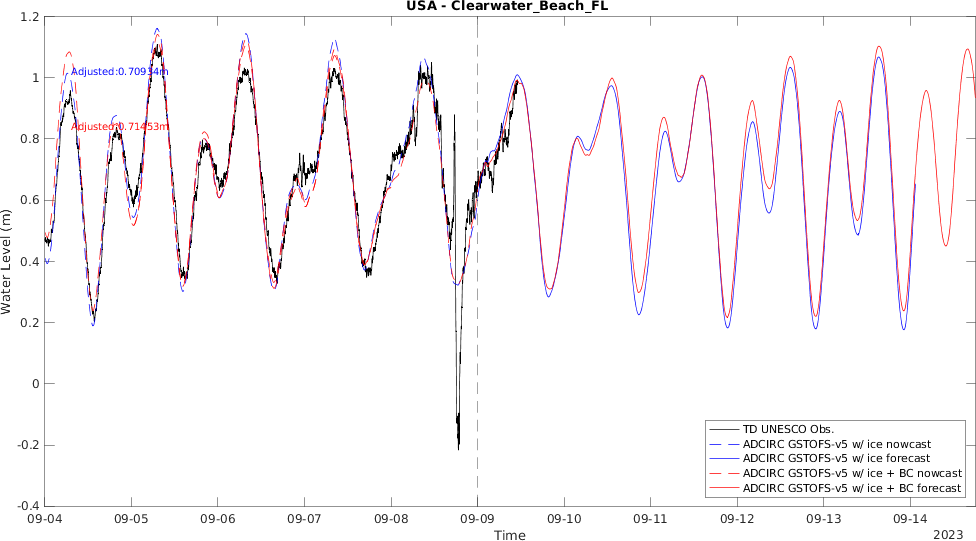 USA - Clearwater_Beach_FL
1.2
1
0.8
0.6
0.4
0.2
0
-0.2
-0.4
Water Level (m)
Adjusted:0.70934m
Adjusted:0.71453m
TD UNESCO Obs.
ADCIRC GSTOFS-v5 w/ ice nowcast
ADCIRC GSTOFS-v5 w/ ice forecast
ADCIRC GSTOFS-v5 w/ ice + BC nowcast
ADCIRC GSTOFS-v5 w/ ice + BC forecast
09-04 09-05 09-06 09-07 09-08 09-09 09-10 09-11 09-12 09-13 09-14
Time
2023